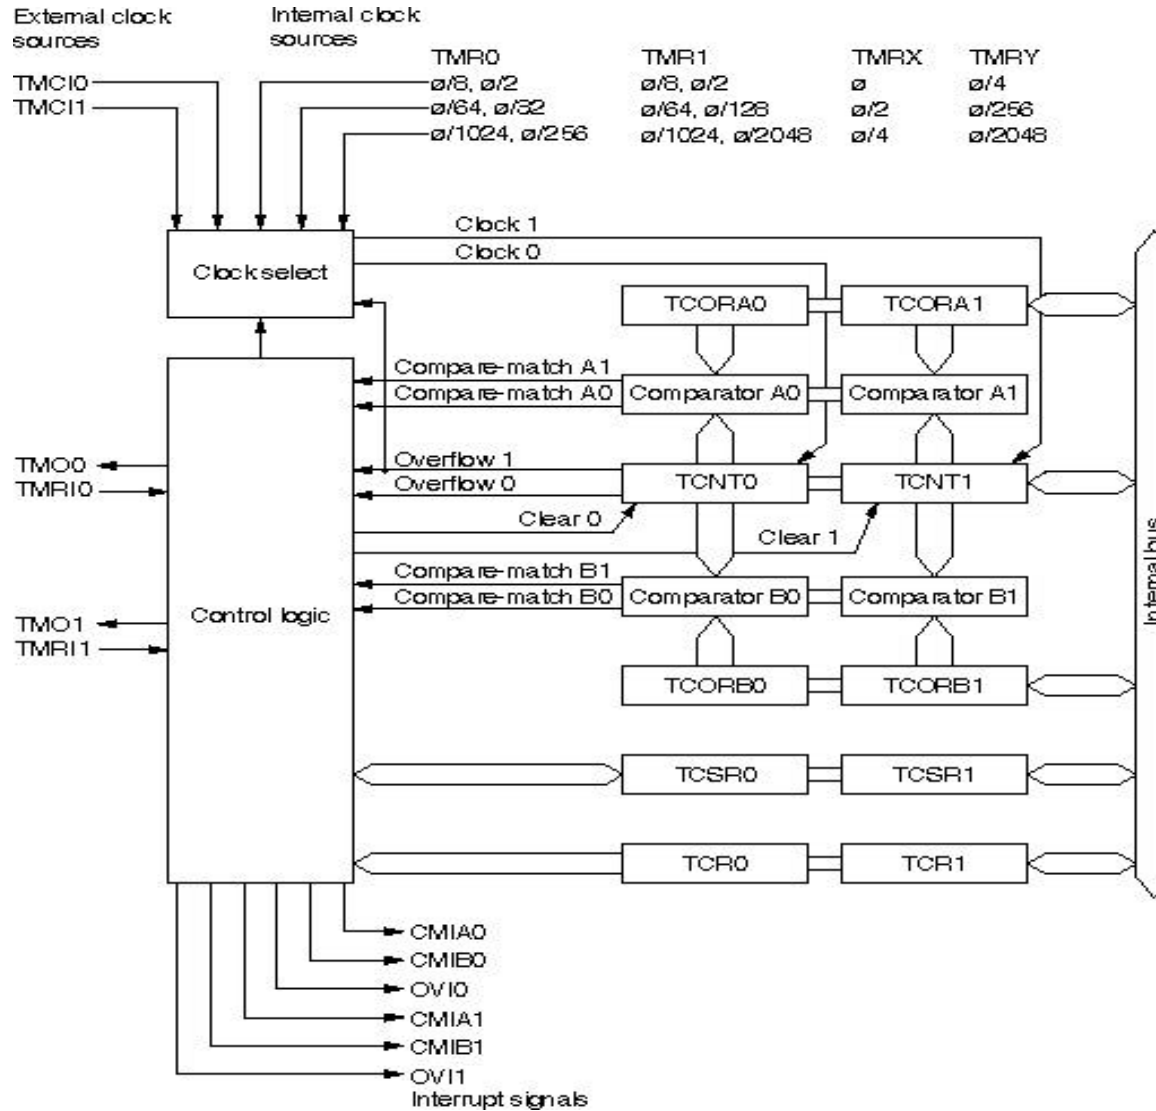 External clock sources
Internal clock sources
TMR0 TMR1 TMRX TMRY
TMCI0 ø/8, ø/2 ø/8, ø/2 ø ø/4
TMCI1 ø/64, ø/32 ø/64, ø/128 ø/2 ø/256
ø/1024, ø/256 ø/1024, ø/2048 ø/4 ø/2048
Clock 1
Clock 0
Clock select
TCORA0 TCORA1
Compare-match A1
Compare-match A0
Comparator A0 Comparator A1
TMO0
TMRI0
Overflow 1
Overflow 0
TCNT0 TCNT1
Clear 0
Clear 1
Internal bus
Compare-match B1
Compare-match B0
Comparator B0 Comparator B1
Control logic
TMO1
TMRI1
TCORB0 TCORB1
TCSR0 TCSR1
TCR0 TCR1
CMIA0
CMIB0
OVI0
CMIA1
CMIB1
OVI1
Interrupt signals